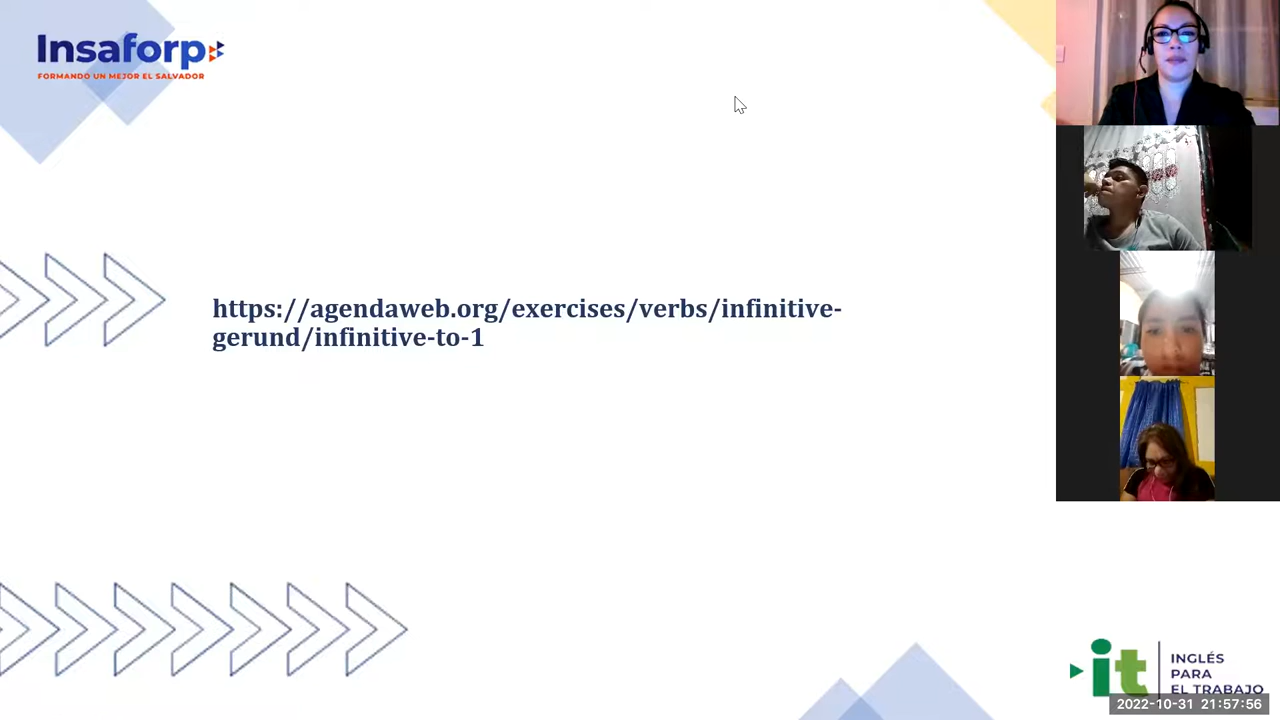 Insaforp
FORMANDO UN MEJOR EL SALVADOR
https://agendaweb.org/exercises/verbs/infinitive-
gerund/infinitive-to-1
it
INGLÉS
PARA
EL TRABAJO
2022-10-31 21:57:56